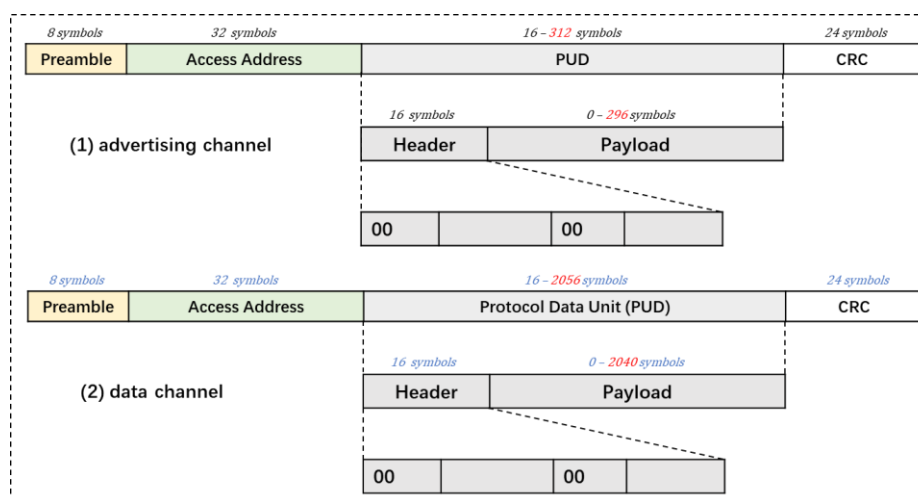 8 symbols 32 symbols 16 – 312 symbols 24 symbols
Preamble Access Address PUD CRC
16 symbols 0 – 296 symbols
(1) advertising channel Header Payload
00 00
8 symbols 32 symbols 16 – 2056 symbols 24 symbols
Preamble Access Address Protocol Data Unit (PUD) CRC
16 symbols 0 – 2040 symbols
(2) data channel Header Payload
00 00